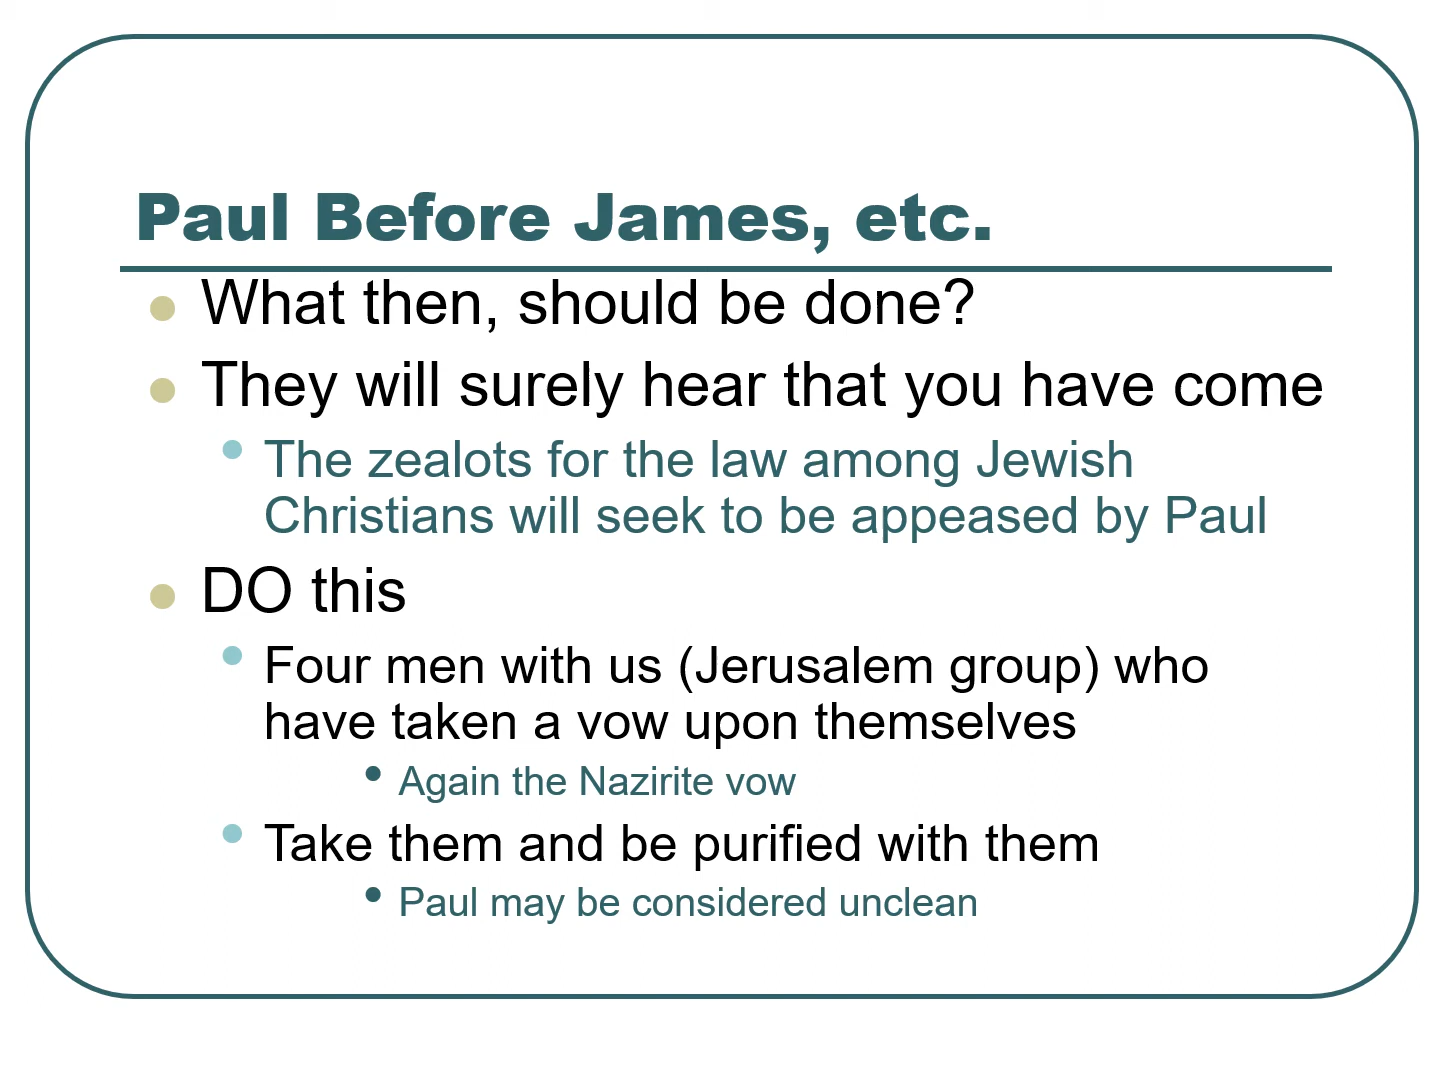 Paul Before James, etc.
What then, should be done?
They will surely hear that you have come
The zealots for the law among Jewish
Christians will seek to be appeased by Paul
DO this
Four men with us (Jerusalem group) who
have taken a vow upon themselves
Again the Nazirite vow
Take them and be purified with them
Paul may be considered unclean